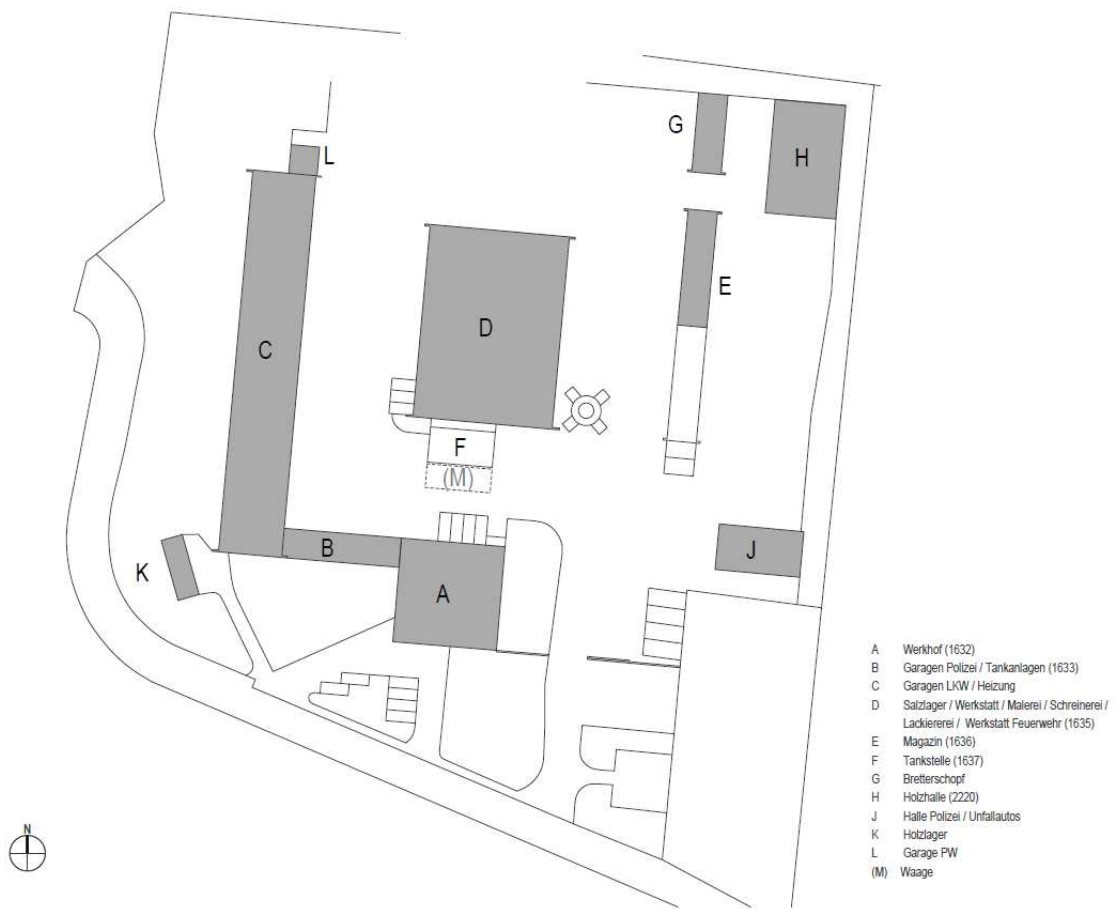 G
H
L
E
C
D
F
(M)
B
J
K
A
A Werkhof (1632)
B Garagen Polizei / Tankanlagen (1633)
C Garagen LKW / Heizung
D Salzlager / Werkstatt / Malerei / Schreinerei /
Lackiererei / Werkstatt Feuerwehr (1635)
E Magazin (1636)
F Tankstelle (1637)
G Bretterschopf
H Holzhalle (2220)
J Halle Polizei / Unfallautos
K Holzlager
L Garage PW
(M) Waage
N